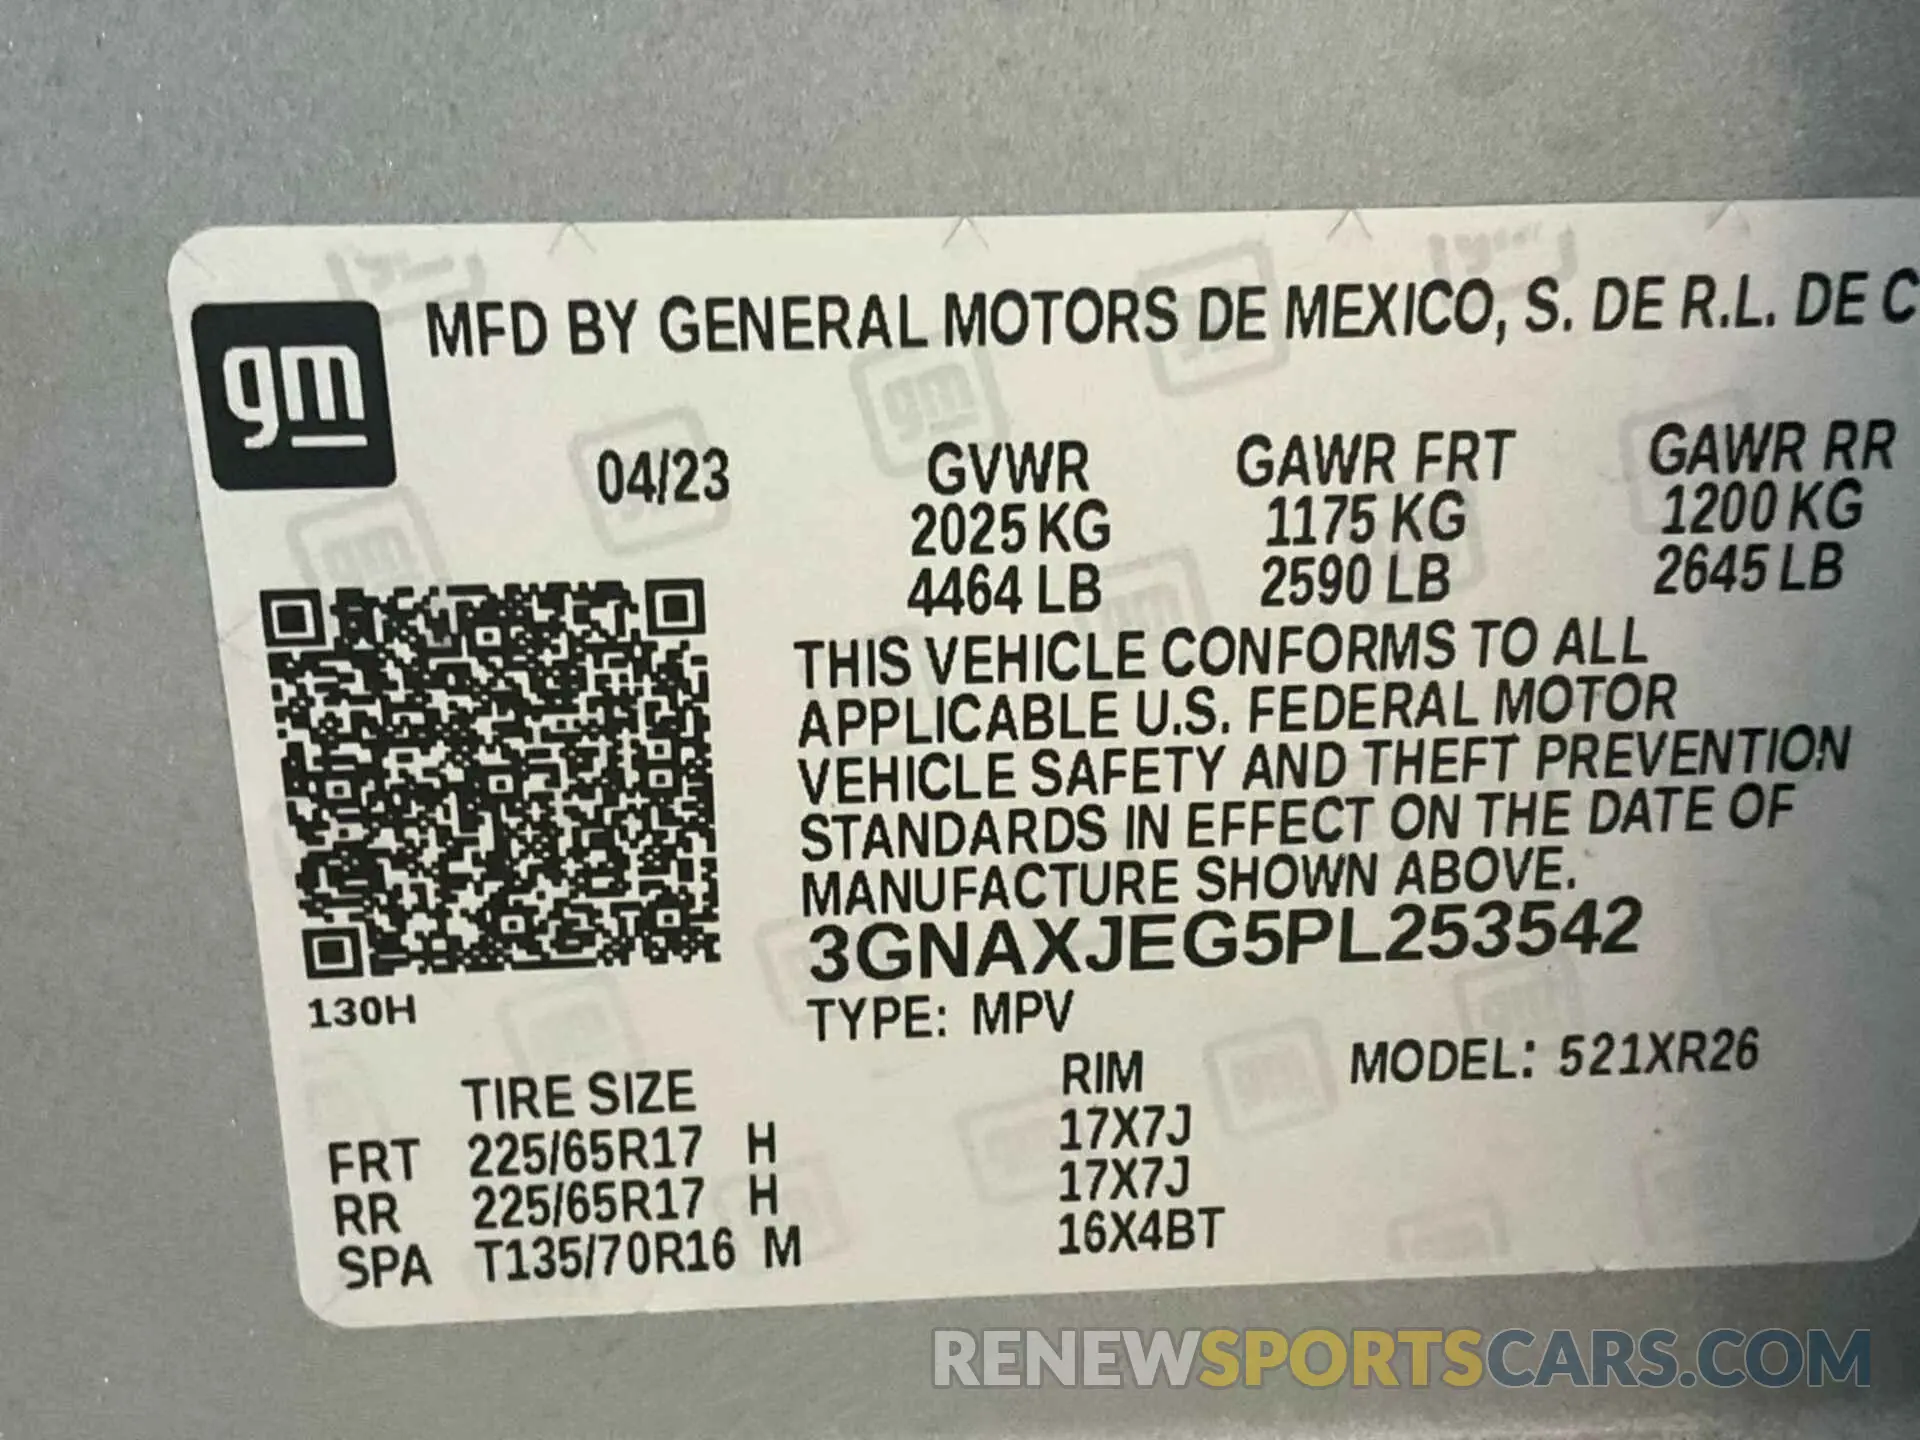 gm
MFD BY GENERAL MOTORS DE MEXICO, S. DE R.L. DE C
04/23 GVWR GAWR FRT GAWR RR
2025 KG 1175 KG 1200 KG
4464 LB 2590 LB 2645 LB
THIS VEHICLE CONFORMS TO ALL
APPLICABLE U.S. FEDERAL MOTOR
VEHICLE SAFETY AND THEFT PREVENTION
STANDARDS IN EFFECT ON THE DATE OF
MANUFACTURE SHOWN ABOVE.
3GNAXJEG5PL253542
130H
TYPE: MPV
MODEL: 521XR26
TIRE SIZE RIM
FRT 225/65R17 H 17X7J
RR 225/65R17 H 17X7J
SPA T135/70R16 M 16X4BT
RENEWSPORTSCARS.COM